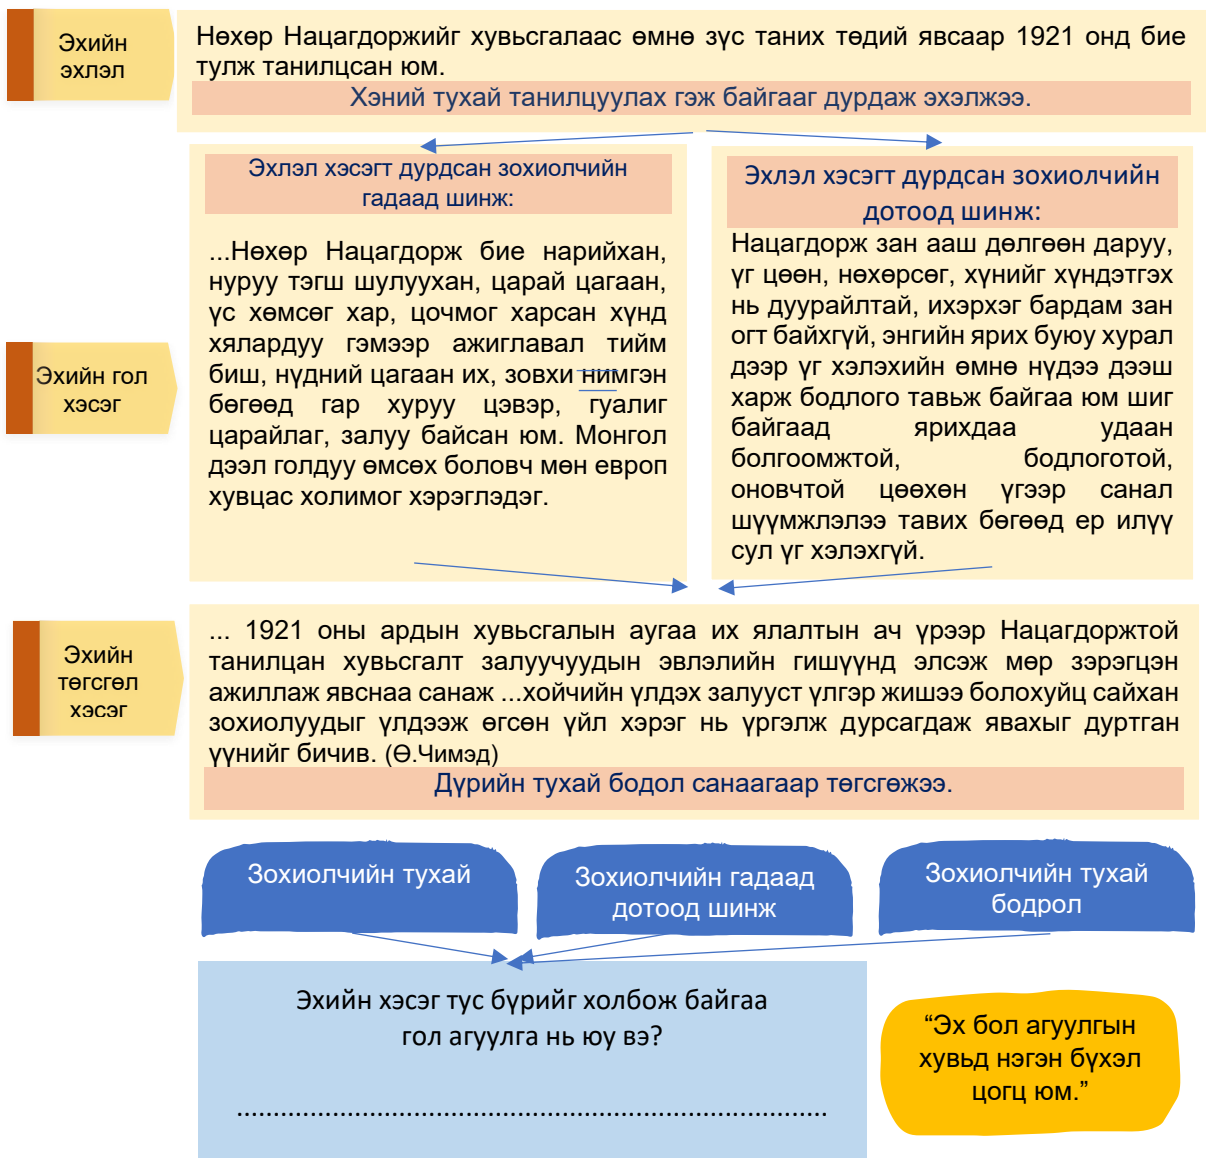 Эхийн
эхлэл
Нөхөр Нацагдоржийг хувьсгалаас өмнө зүс таних төдий явсаар 1921 онд бие
тулж танилцсан юм.
Хэний тухай танилцуулах гэж байгааг дурдаж эхэлжээ.
Эхлэл хэсэгт дурдсан зохиолчийн
гадаад шинж:
...Нөхөр Нацагдорж бие нарийхан,
нуруу тэгш шулуухан, царай цагаан,
үс хөмсөг хар, цочмог харсан хүнд
хялардуу гэмээр ажиглавал тийм
биш, нүдний цагаан их, зовхи нимгэн
бөгөөд гар хуруу цэвэр, гуалиг
царайлаг, залуу байсан юм. Монгол
дээл голдуу өмсөх боловч мөн европ
хувцас холимог хэрэглэдэг.
Эхлэл хэсэгт дурдсан зохиолчийн
дотоод шинж:
Нацагдорж зан ааш дөлгөөн даруу,
үг цөөн, нөхөрсөг, хүнийг хүндэтгэх
нь дуурайлтай, ихэрхэг бардам зан
огт байхгүй, энгийн ярих буюу хурал
дээр үг хэлэхийн өмнө нүдээ дээш
харж бодлого тавьж байгаа юм шиг
байгаад ярихдаа удаан
болгоомжтой, бодлоготой,
оновчтой цөөхөн үгээр санал
шүүмжлэлээ тавих бөгөөд ер илүү
сул үг хэлэхгүй.
Эхийн гол
хэсэг
Эхийн
төгсгөл
хэсэг
... 1921 оны ардын хувьсгалын аугаа их ялалтын ач үрээр Нацагдоржтой
танилцан хувьсгалт залуучуудын эвлэлийн гишүүнд элсэж мөр зэрэгцэн
ажиллаж явснаа санаж ...хойчийн үлдэх залууст үлгэр жишээ болохуйц сайхан
зохиолуудыг үлдээж өгсөн үйл хэрэг нь үргэлж дурсагдаж явахыг дуртган
үүнийг бичив. (Ө.Чимэд)
Дүрийн тухай бодол санаагаар төгсгөжээ.
Зохиолчийн тухай
Зохиолчийн гадаад
дотоод шинж
Зохиолчийн тухай
бодрол
Эхийн хэсэг тус бүрийг холбож байгаа
гол агуулга нь юу вэ?
................................................................................
“Эх бол агуулгын
хувьд нэгэн бүхэл
цогц юм.”